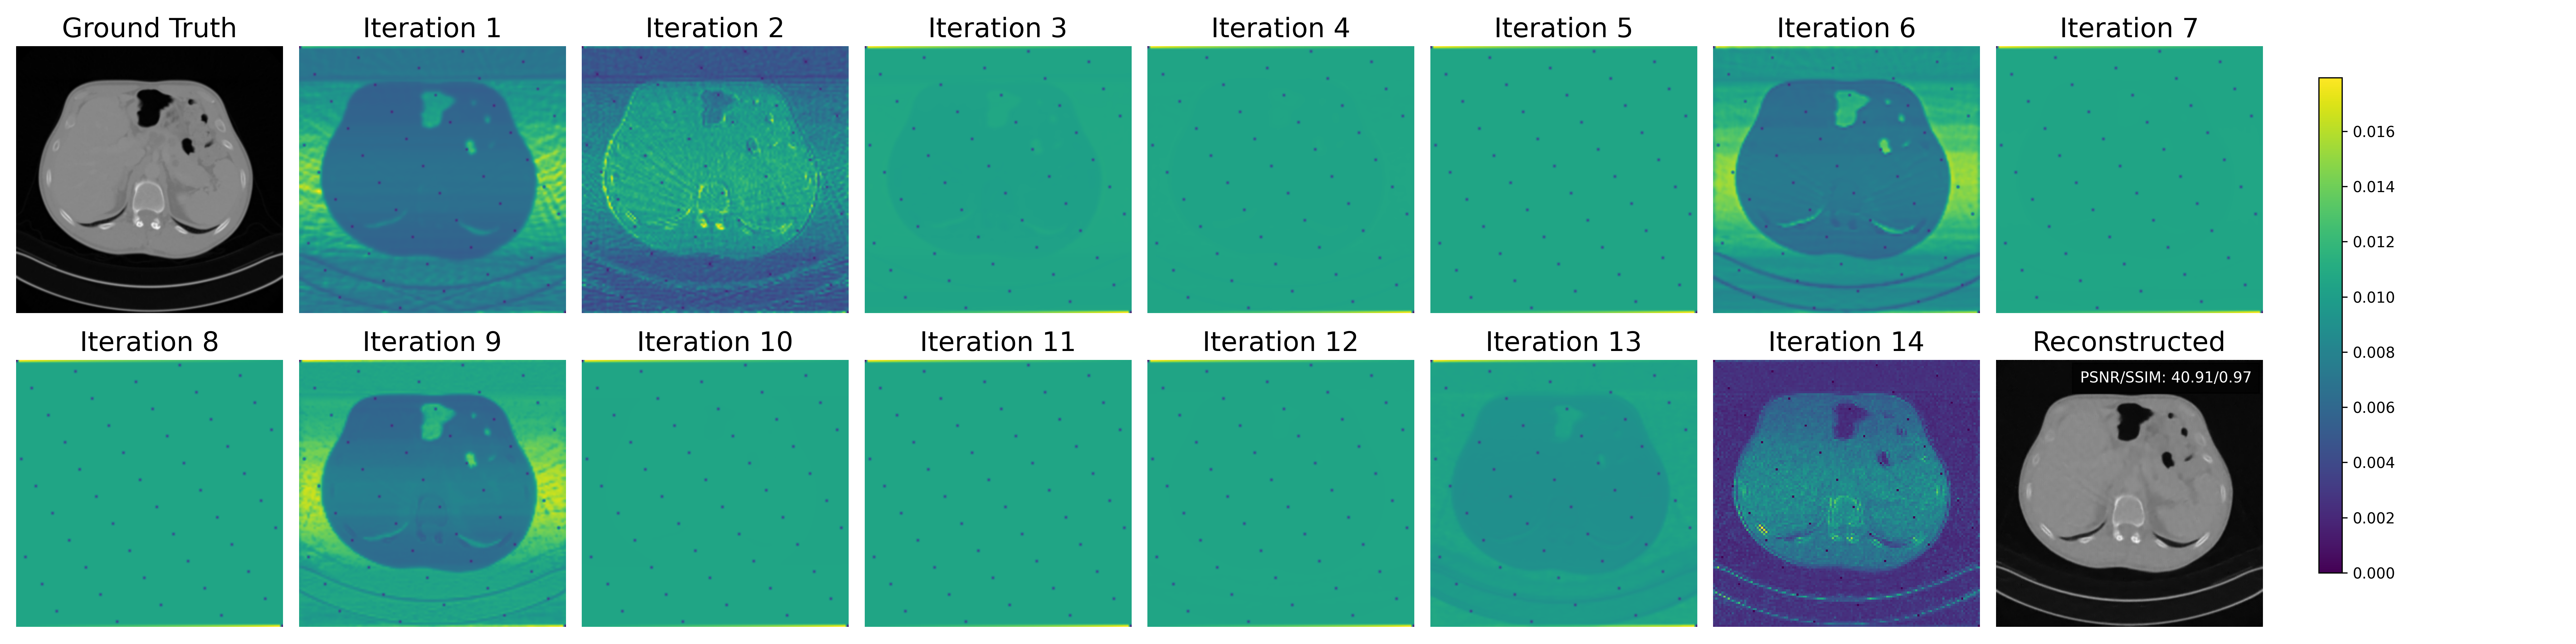 Ground Truth
Iteration 1
Iteration 2
Iteration 3
Iteration 4
Iteration 5
Iteration 6
Iteration 7
0.016
0.014
0.012
0.010
0.008
0.006
0.004
0.002
0.000
Iteration 8
Iteration 9
Iteration 10
Iteration 11
Iteration 12
Iteration 13
Iteration 14
Reconstructed
PSNR/SSIM: 40.91/0.97